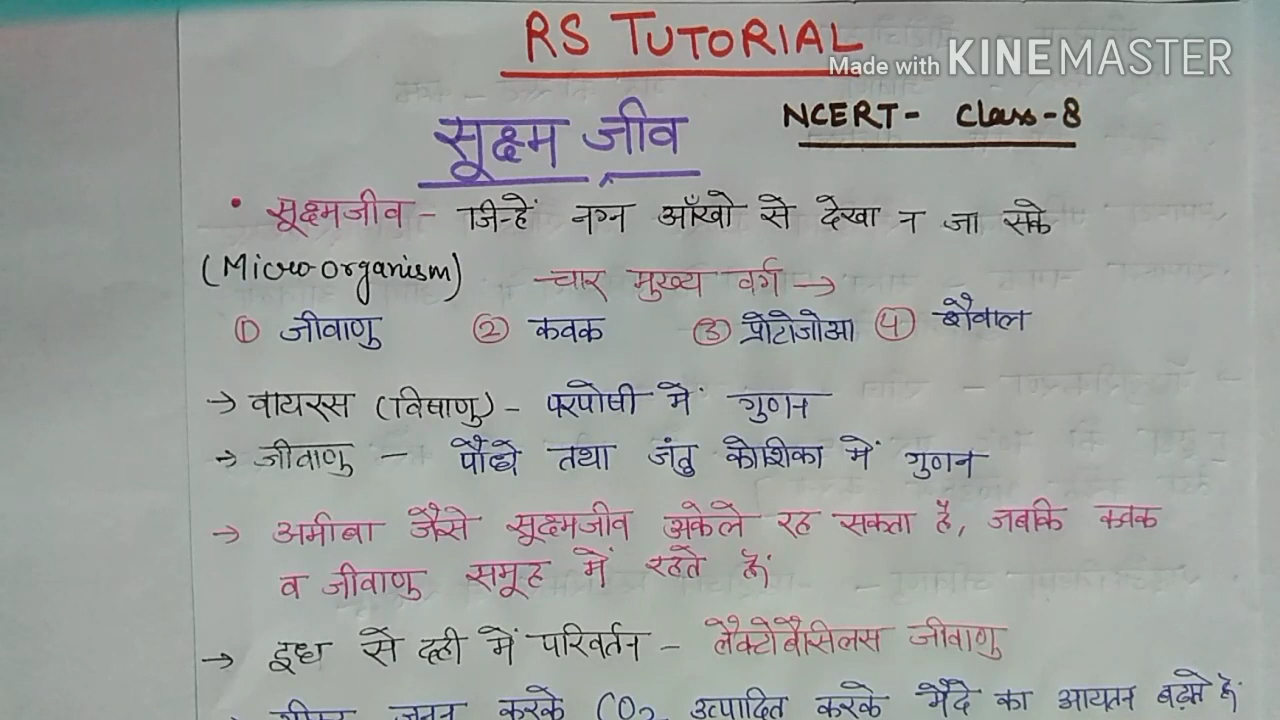 RS TUTORIAL
Made with KINEMASTER
सूक्ष्म जीव
NCERT- Class-8
• सूक्ष्मजीव - जिन्हें नग्न आँखो से देखा न जा सके
(Microorganism) चार मुख्य वर्ग →
① जीवाणु ② कवक ③ प्रोटोजोआ ④ शैवाल
→ वायरस (विषाणु) - परपोषी में गुणन
→ जीवाणु - पौधे तथा जंतु कोशिका में गुणन
→ अमीबा जैसे सूक्ष्मजीव अकेले रह सकता है, जबकि कवक
व जीवाणु समूह में रहते हैं।
→ दूध से दही में परिवर्तन - लैक्टोबैसिलस जीवाणु
जनन करके CO2 उत्पादित करके मैदे का आयतन बढ़ाते हैं